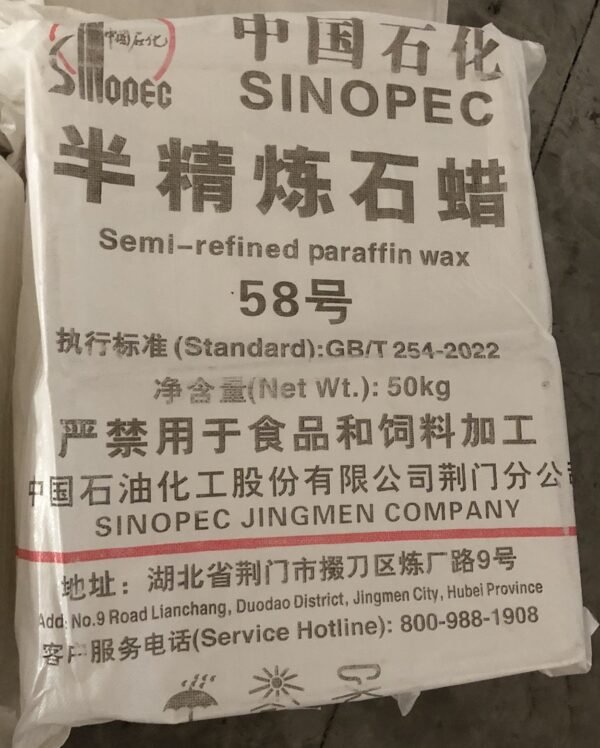 中国石化
SINOPEC
中国石化
SINOPEC
半精炼石蜡
Semi-refined paraffin wax
58号
执行标准(Standard):GB/T 254-2022
净含量(Net Wt.): 50kg
严禁用于食品和饲料加工
中国石油化工股份有限公司荆门分公司
SINOPEC JINGMEN COMPANY
地址：湖北省荆门市掇刀区炼厂路9号
Add: No.9 Road Lianchang, Duodao District, Jingmen City, Hubei Province
客户服务电话(Service Hotline): 800-988-1908